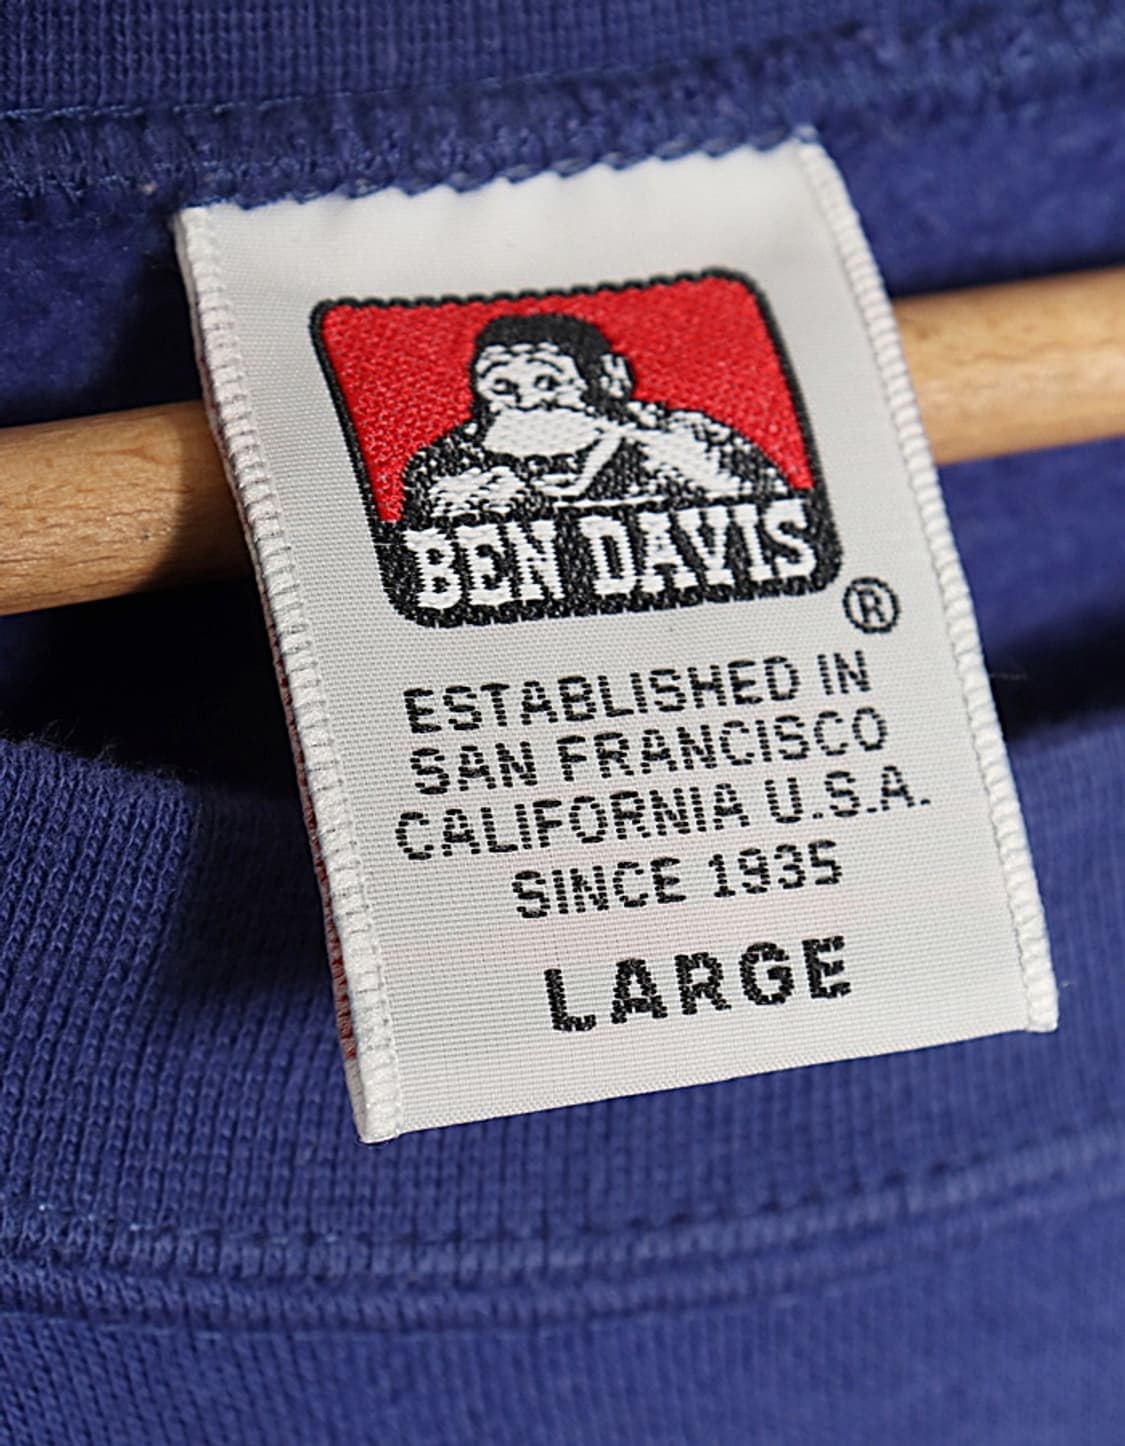 BEN DAVIS
®
ESTABLISHED IN
SAN FRANCISCO
CALIFORNIA U.S.A.
SINCE 1935
LARGE